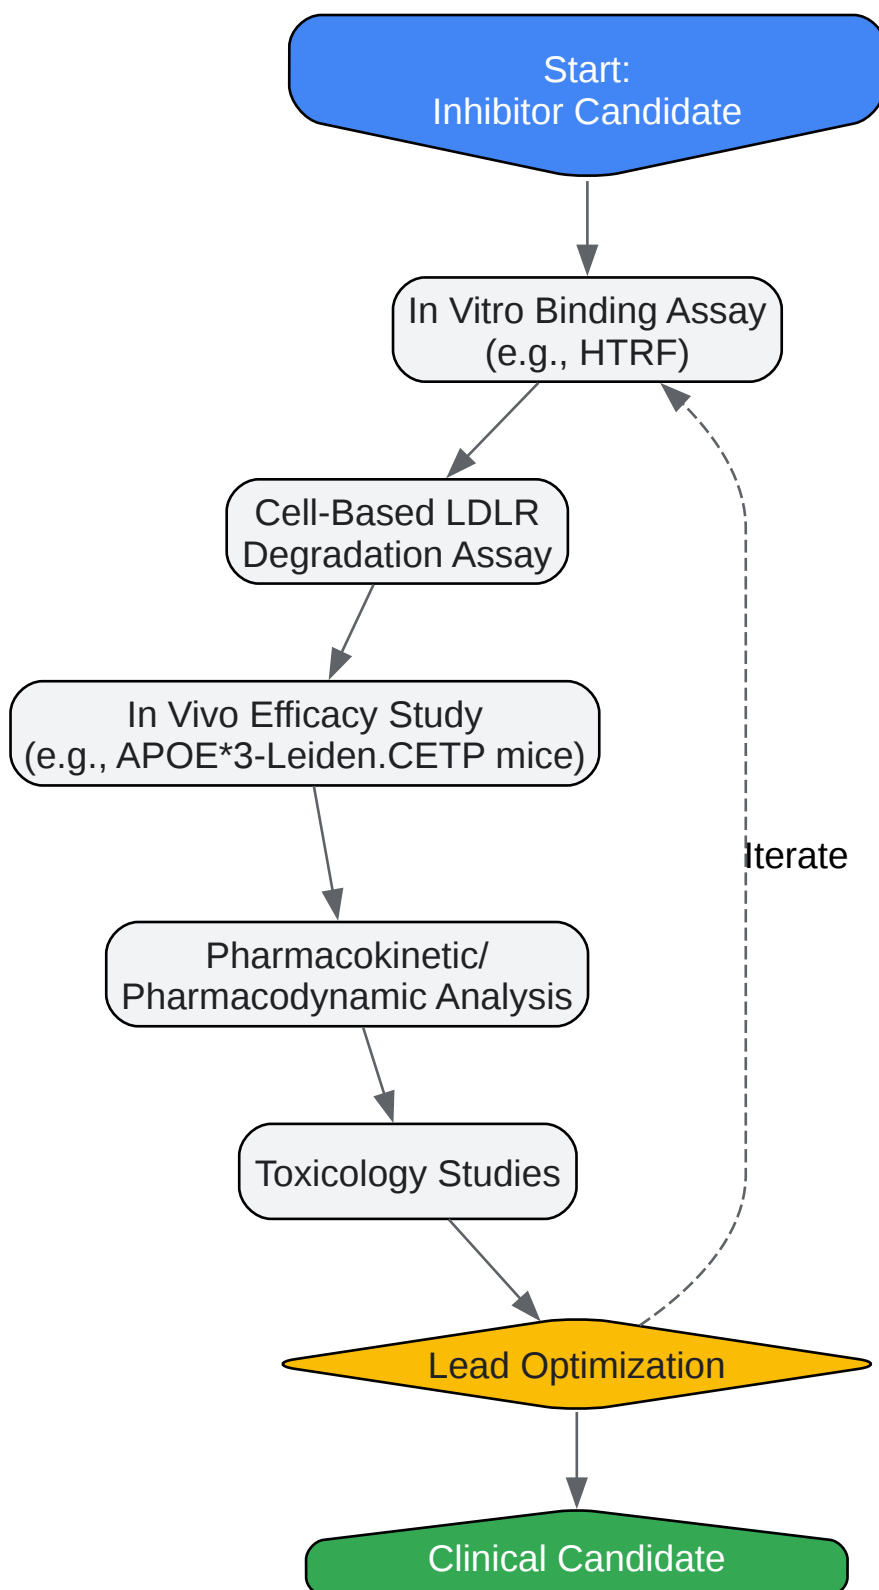 Start:
Inhibitor Candidate
In Vitro Binding Assay
(e.g., HTRF)
Cell-Based LDLR
Degradation Assay
In Vivo Efficacy Study
(e.g., APOE*3-Leiden.CETP mice)
Iterate
Pharmacokinetic/
Pharmacodynamic Analysis
Toxicology Studies
Lead Optimization
Clinical Candidate